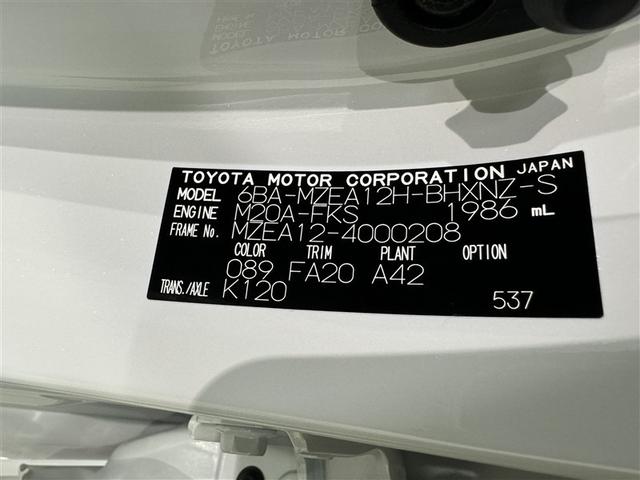 TOYOTA MOTOR CORPORATION JAPAN
MODEL 6BA-MZEA12H-BHXNZ-S
ENGINE M20A-FKS 1986 mL
FRAME No. MZEA12-4000208
COLOR TRIM PLANT OPTION
089 FA20 A42
TRANS./AXLE K120 537